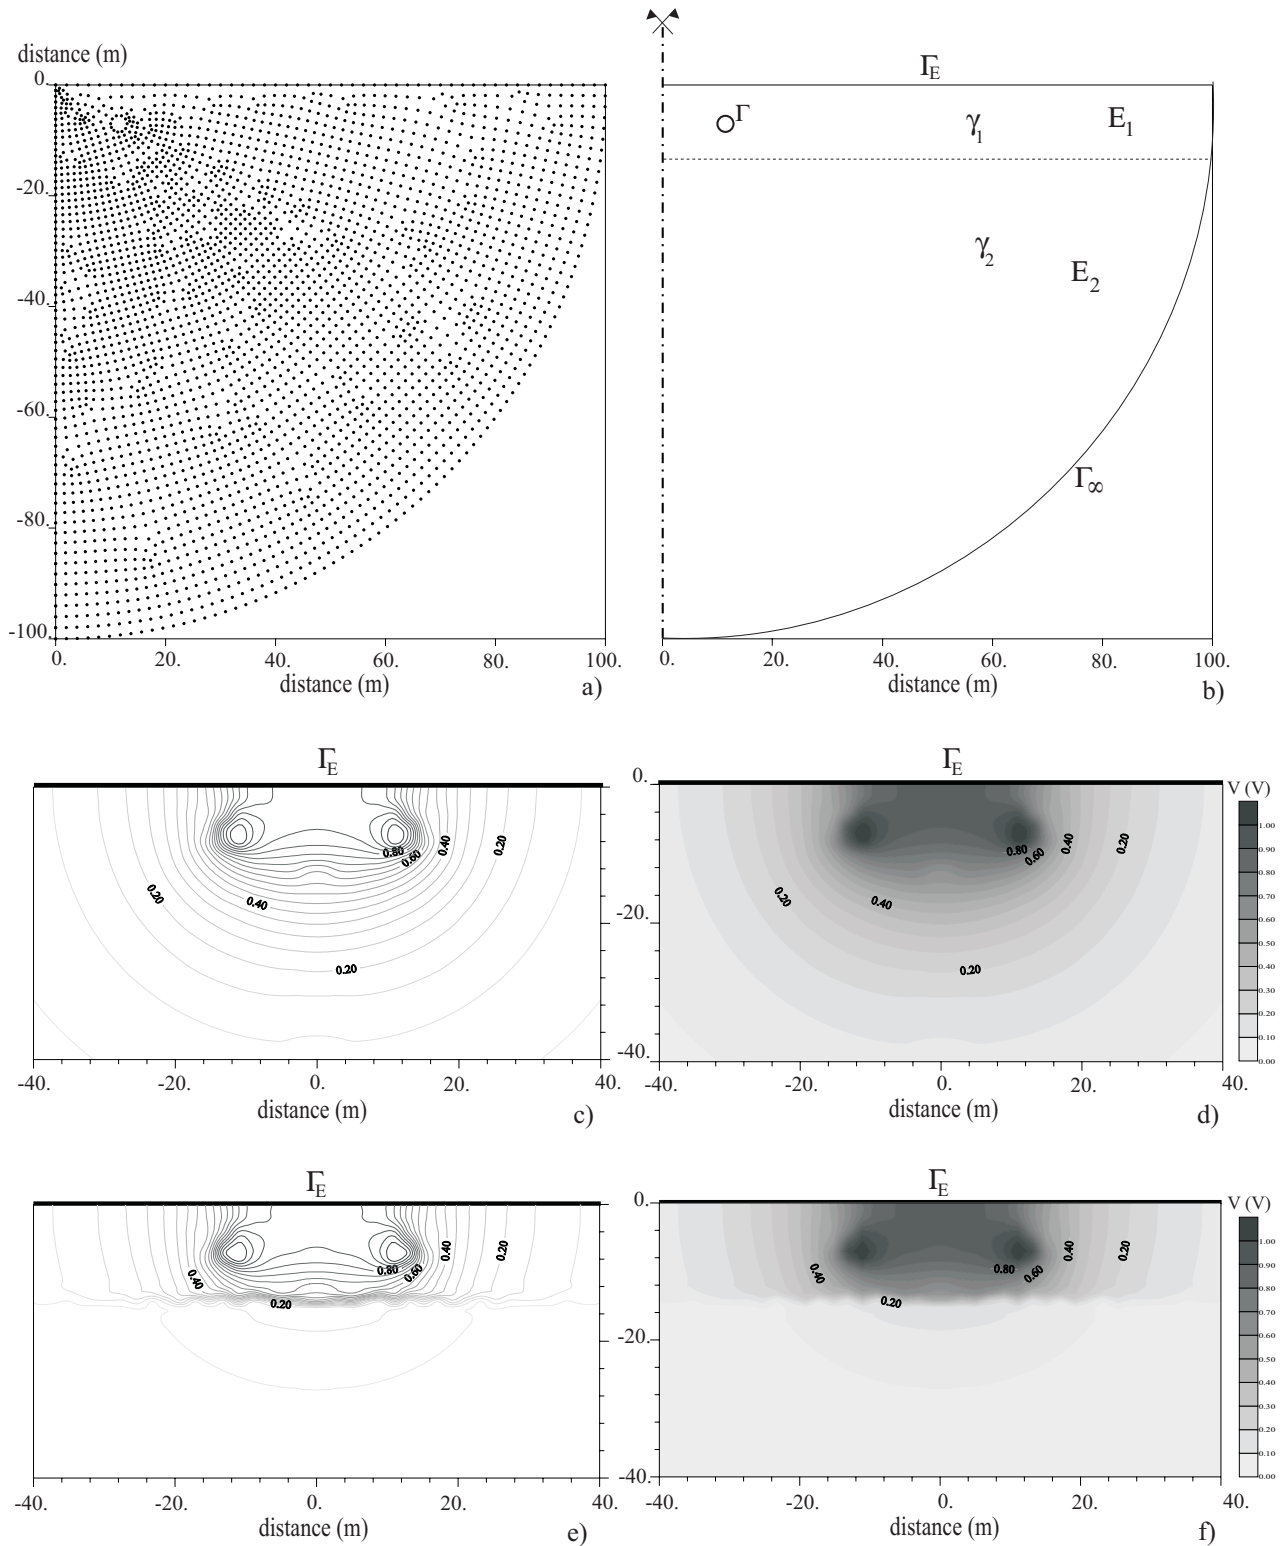 distance (m)
0.
-20.
-40.
-60.
-80.
-100.
0. 20. 40. 60. 80. 100.
distance (m)
a)
Γ_E
Γ
γ_1
E_1
γ_2
E_2
Γ_∞
0. 20. 40. 60. 80. 100.
distance (m)
b)
Γ_E
0.80
0.60
0.40
0.20
0.20
0.40
0.20
-40. -20. 0. 20. 40.
distance (m)
c)
Γ_E
0.
-20.
-40.
0.80
0.60
0.40
0.20
0.20
0.40
0.20
V (V)
1.00
0.90
0.80
0.70
0.60
0.50
0.40
0.30
0.20
0.10
0.00
-40. -20. 0. 20. 40.
distance (m)
d)
Γ_E
0.40
0.80
0.60
0.40
0.20
0.20
-40. -20. 0. 20. 40.
distance (m)
e)
Γ_E
0.
-20.
-40.
0.40
0.80
0.60
0.40
0.20
0.20
V (V)
1.00
0.90
0.80
0.70
0.60
0.50
0.40
0.30
0.20
0.10
0.00
-40. -20. 0. 20. 40.
distance (m)
f)